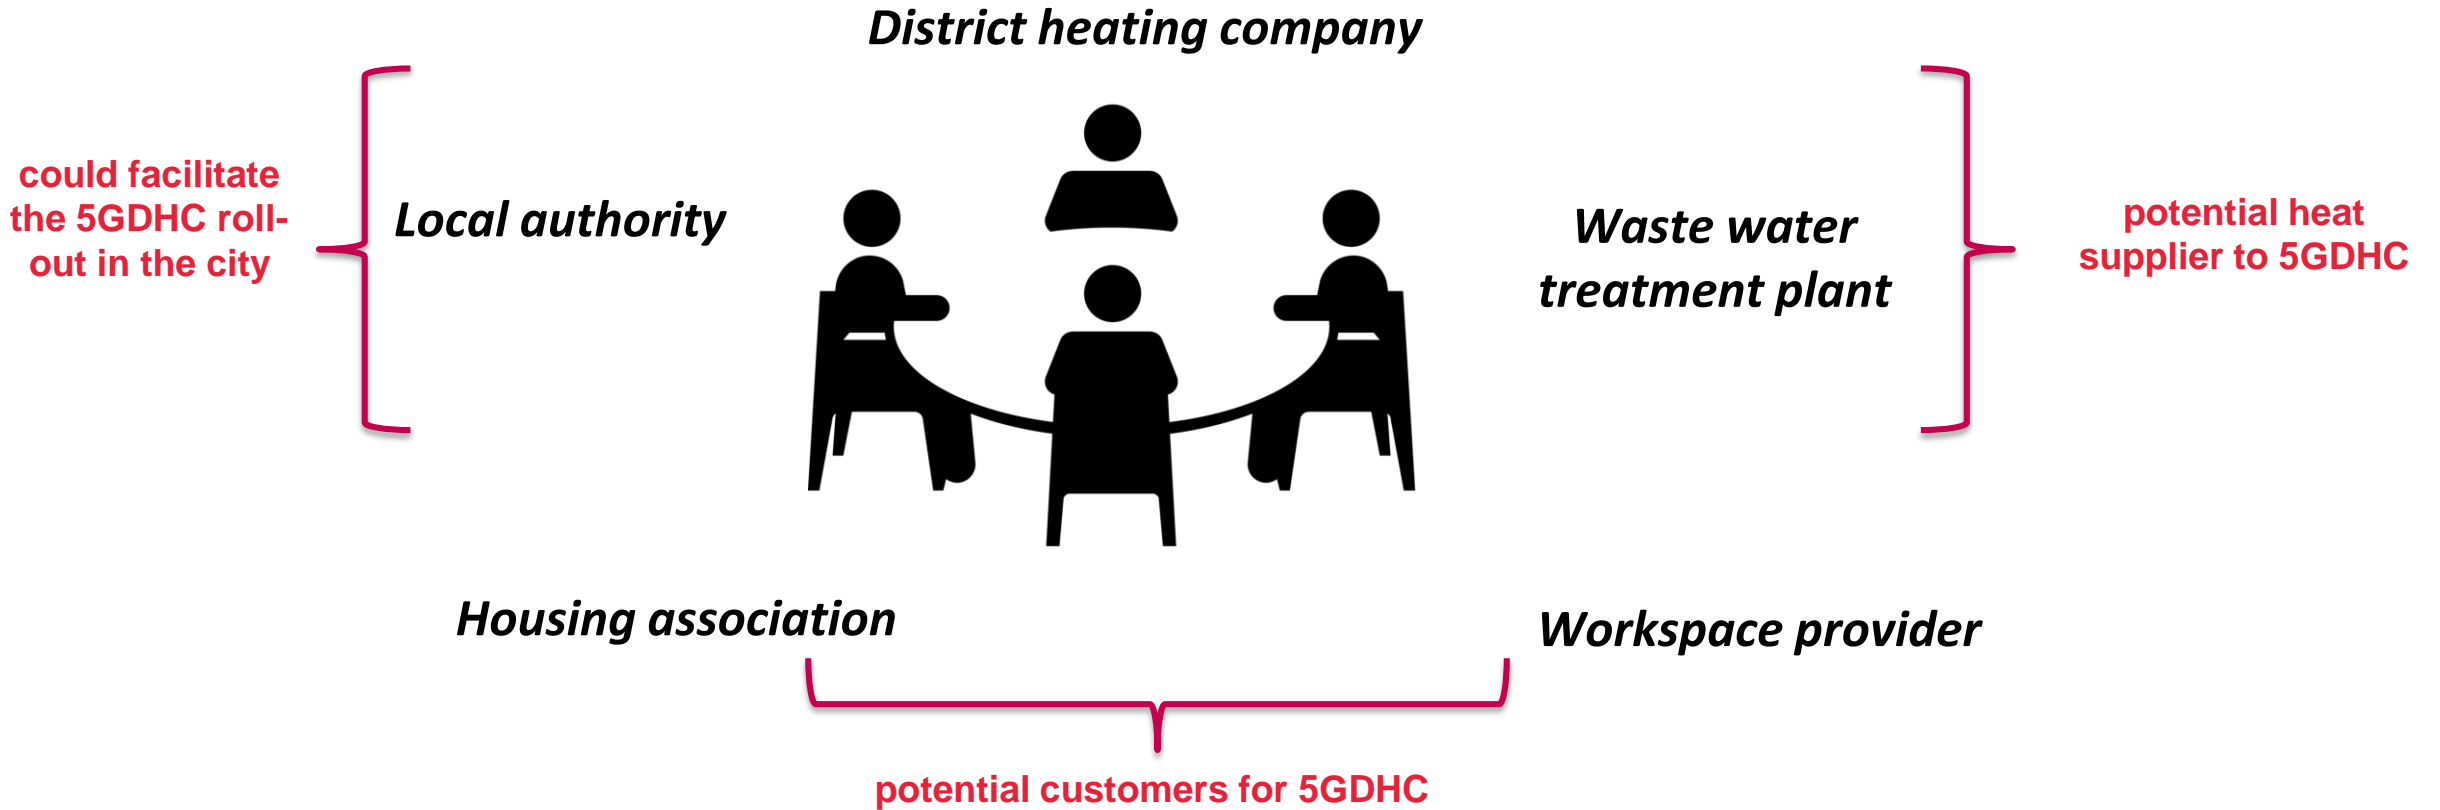 District heating company
could facilitate
the 5GDHC roll-
out in the city
Local authority
Waste water
treatment plant
potential heat
supplier to 5GDHC
Housing association
Workspace provider
potential customers for 5GDHC